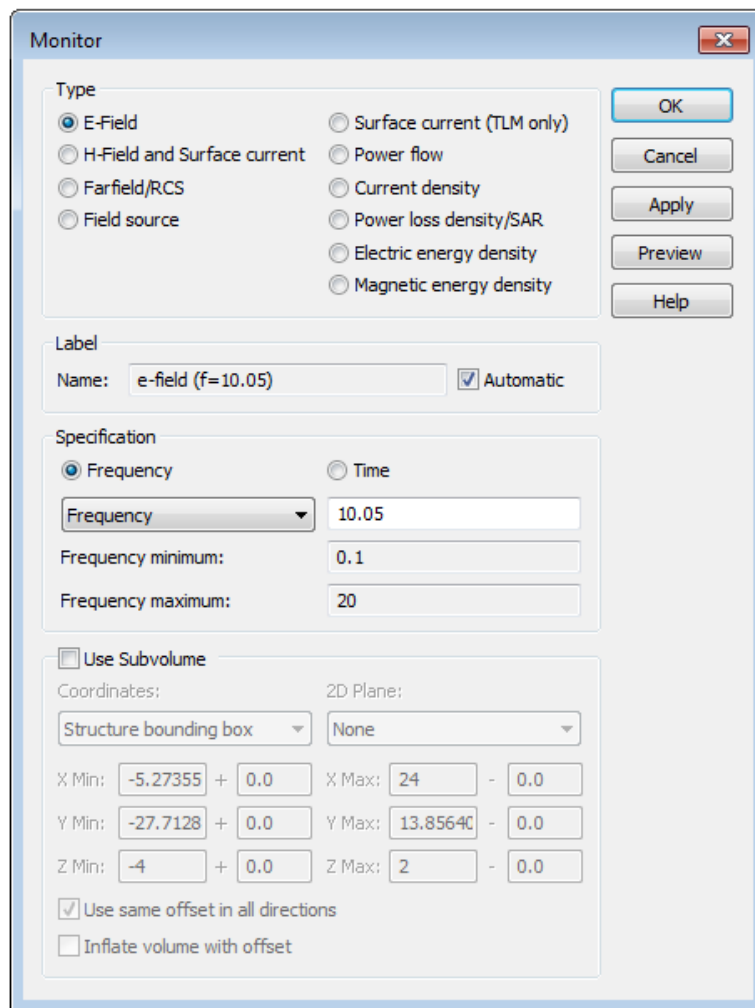 Monitor
Type
E-Field
Surface current (TLM only)
H-Field and Surface current
Power flow
Farfield/RCS
Current density
Field source
Power loss density/SAR
Electric energy density
Magnetic energy density
OK
Cancel
Apply
Preview
Help
Label
Name: e-field (f=10.05) Automatic
Specification
Frequency Time
Frequency 10.05
Frequency minimum: 0.1
Frequency maximum: 20
Use Subvolume
Coordinates: 2D Plane:
Structure bounding box None
X Min: -5.27355 + 0.0 X Max: 24 - 0.0
Y Min: -27.7128 + 0.0 Y Max: 13.85640 - 0.0
Z Min: -4 + 0.0 Z Max: 2 - 0.0
Use same offset in all directions
Inflate volume with offset